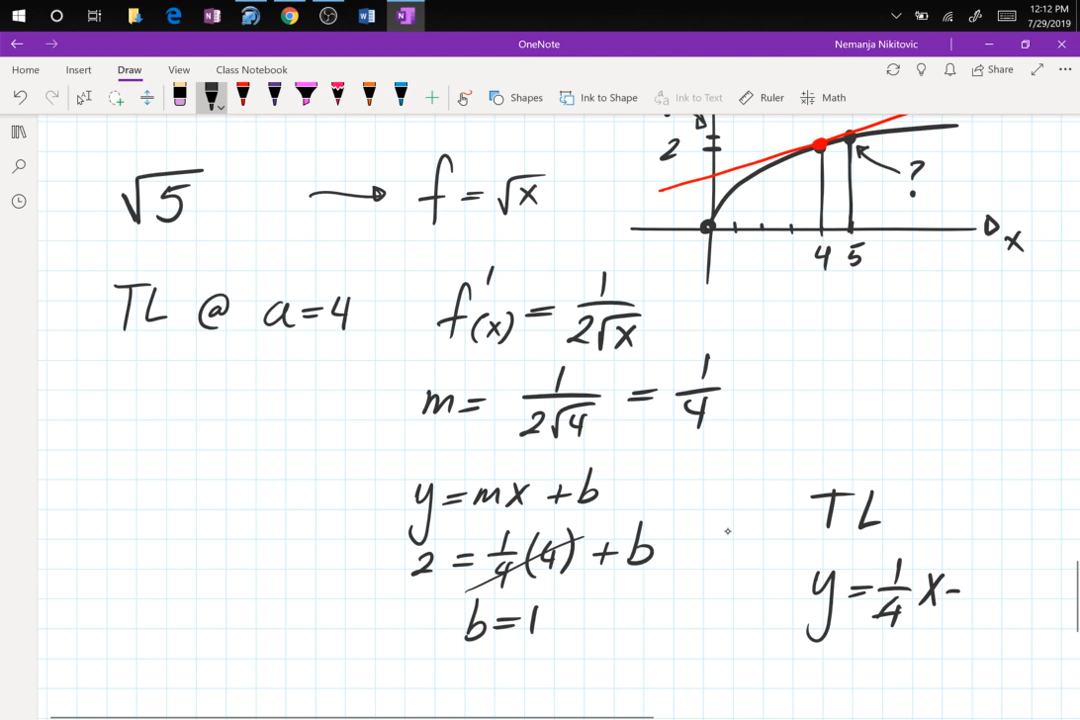 12:12 PM
7/29/2019
OneNote
Nemanja Nikitovic
Home Insert Draw View Class Notebook Share
Shapes Ink to Shape Ink to Text Ruler Math
2
?
√5 → f = √x
4 5 x
TL @ a=4 f'(x) = 1/(2√x)
m = 1/(2√4) = 1/4
y = mx + b
2 = 1/4 (4) + b
b = 1
TL
y = 1/4 x -